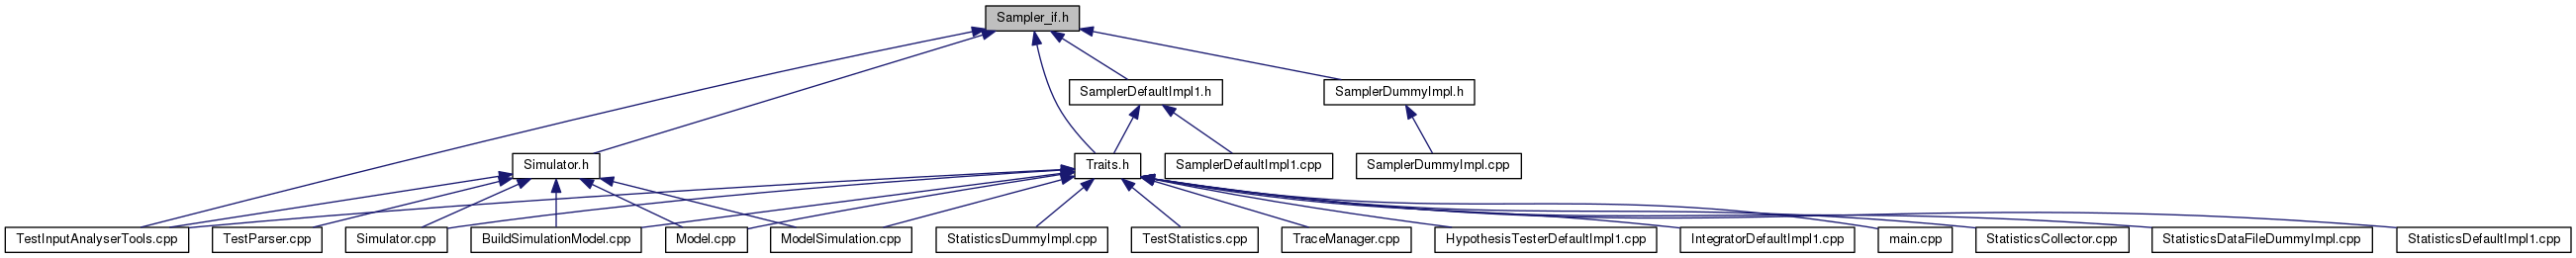 Sampler_if.h
SamplerDefaultImpl1.h
SamplerDummyImpl.h
Simulator.h
Traits.h
SamplerDefaultImpl1.cpp
SamplerDummyImpl.cpp
TestInputAnalyserTools.cpp
TestParser.cpp
Simulator.cpp
BuildSimulationModel.cpp
Model.cpp
ModelSimulation.cpp
StatisticsDummyImpl.cpp
TestStatistics.cpp
TraceManager.cpp
HypothesisTesterDefaultImpl1.cpp
IntegratorDefaultImpl1.cpp
main.cpp
StatisticsCollector.cpp
StatisticsDataFileDummyImpl.cpp
StatisticsDefaultImpl1.cpp